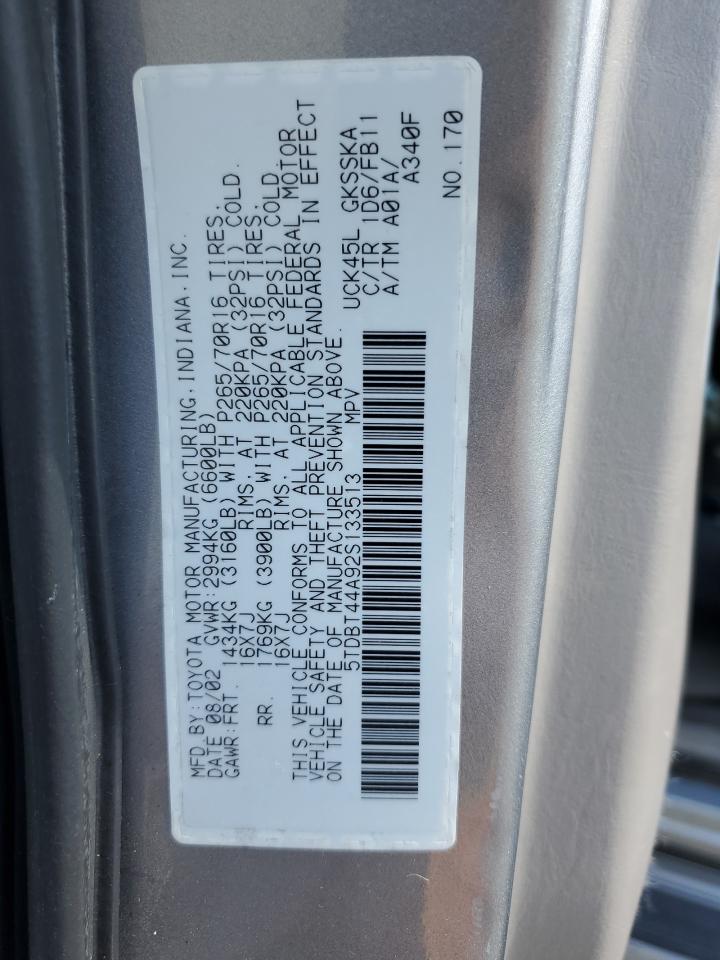 MFD.BY:TOYOTA MOTOR MANUFACTURING,INDIANA,INC.
DATE 08/02 GVWR:2994KG (6600LB)
GAWR:FRT. 1434KG (3160LB) WITH P265/70R16 TIRES,
16X7J RIMS, AT 220KPA (32PSI) COLD.
RR. 1769KG (3900LB) WITH P265/70R16 TIRES,
16X7J RIMS, AT 220KPA (32PSI) COLD.
THIS VEHICLE CONFORMS TO ALL APPLICABLE FEDERAL MOTOR
VEHICLE SAFETY AND THEFT PREVENTION STANDARDS IN EFFECT
ON THE DATE OF MANUFACTURE SHOWN ABOVE.
5TDBT44A92S133513 MPV
UCK45L GKSSKA
C/TR 1D6/FB11
A/TM A01A/
A340F
NO.170